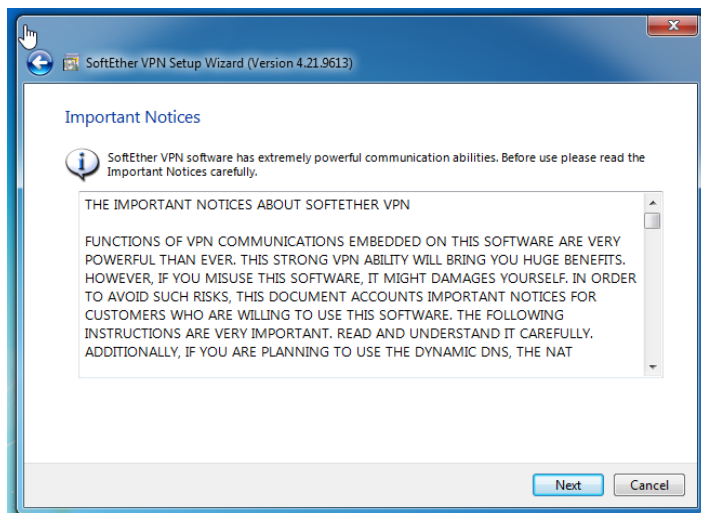 SoftEther VPN Setup Wizard (Version 4.21.9613)
Important Notices
SoftEther VPN software has extremely powerful communication abilities. Before use please read the
Important Notices carefully.
THE IMPORTANT NOTICES ABOUT SOFTETHER VPN
FUNCTIONS OF VPN COMMUNICATIONS EMBEDDED ON THIS SOFTWARE ARE VERY
POWERFUL THAN EVER. THIS STRONG VPN ABILITY WILL BRING YOU HUGE BENEFITS.
HOWEVER, IF YOU MISUSE THIS SOFTWARE, IT MIGHT DAMAGES YOURSELF. IN ORDER
TO AVOID SUCH RISKS, THIS DOCUMENT ACCOUNTS IMPORTANT NOTICES FOR
CUSTOMERS WHO ARE WILLING TO USE THIS SOFTWARE. THE FOLLOWING
INSTRUCTIONS ARE VERY IMPORTANT. READ AND UNDERSTAND IT CAREFULLY.
ADDITIONALLY, IF YOU ARE PLANNING TO USE THE DYNAMIC DNS, THE NAT
Next Cancel